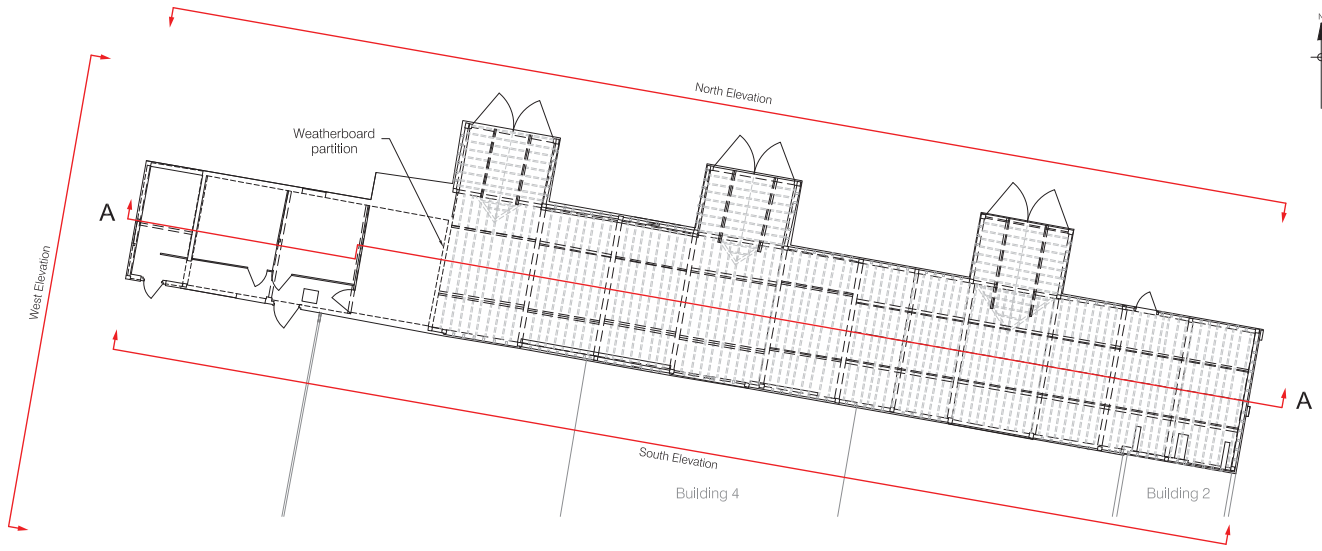 N
North Elevation
Weatherboard
partition
A
West Elevation
A
South Elevation
Building 4
Building 2